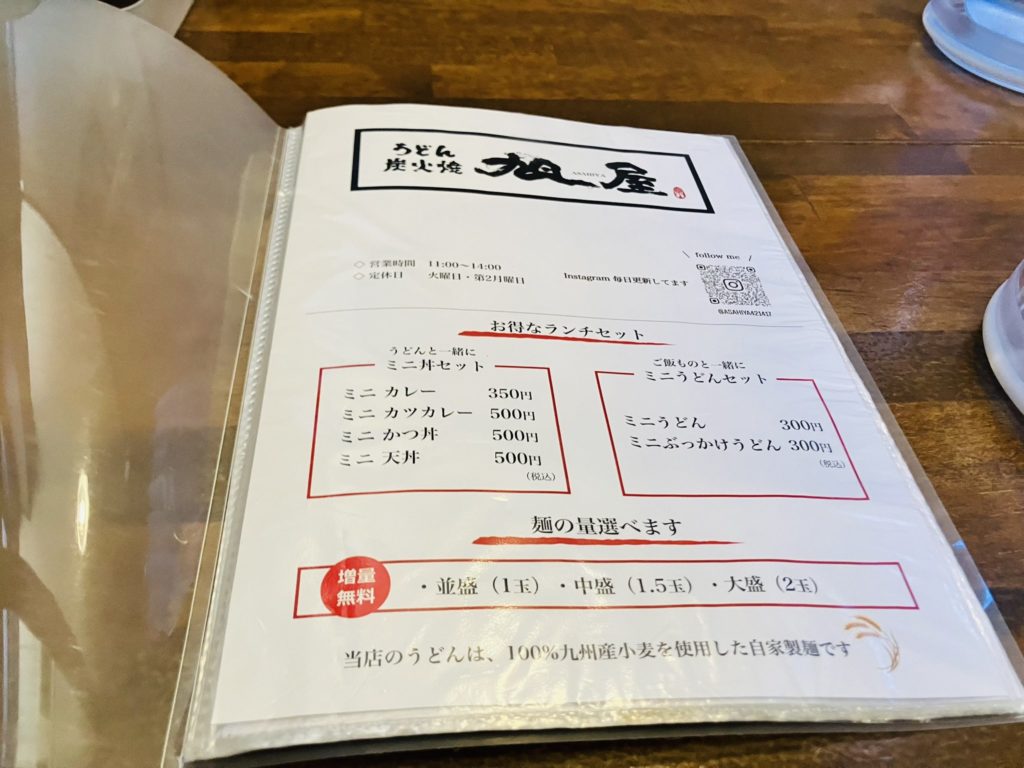 うどん
炭火焼
旭屋
ASAHIYA
◇ 営業時間 11:00〜14:00
◇ 定休日 火曜日・第2月曜日
\ follow me /
Instagram 毎日更新してます
@ASAHIYA421417
お得なランチセット
うどんと一緒に
ミニ丼セット
ミニ カレー 350円
ミニ カツカレー 500円
ミニ かつ丼 500円
ミニ 天丼 500円
(税込)
ご飯ものと一緒に
ミニうどんセット
ミニうどん 300円
ミニぶっかけうどん 300円
(税込)
麺の量選べます
増量
無料
・並盛（1玉）・中盛（1.5玉）・大盛（2玉）
当店のうどんは、100%九州産小麦を使用した自家製麺です